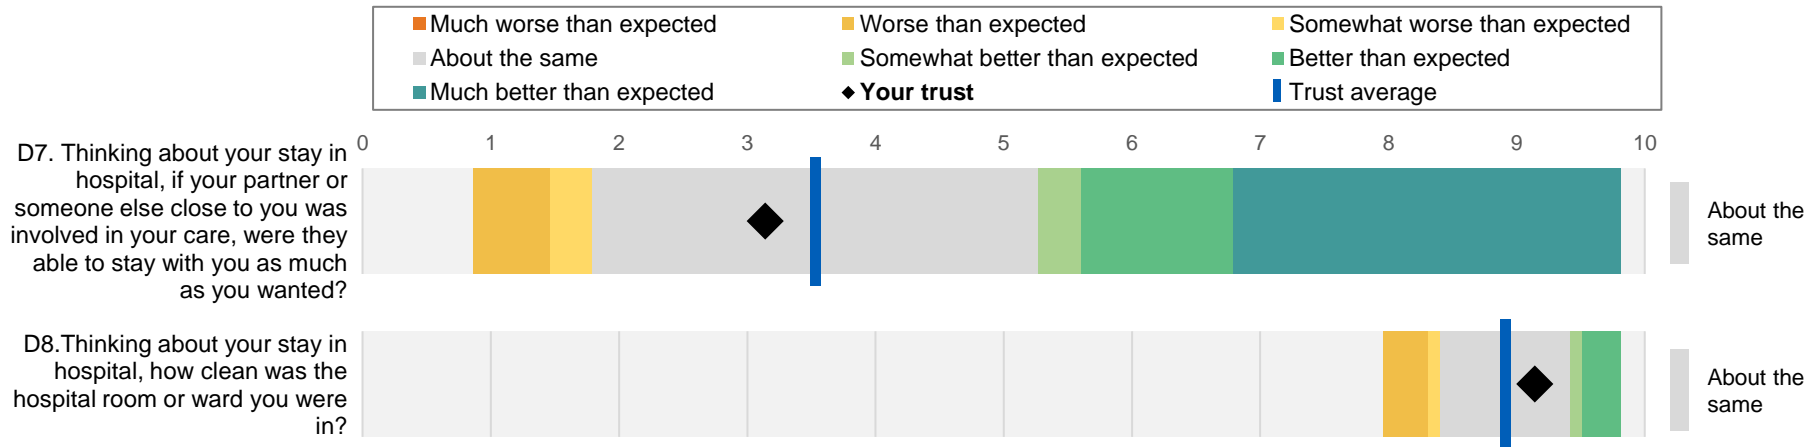 Much worse than expected
Worse than expected
Somewhat worse than expected
About the same
Somewhat better than expected
Better than expected
Much better than expected
Your trust
Trust average
0 1 2 3 4 5 6 7 8 9 10
D7. Thinking about your stay in
hospital, if your partner or
someone else close to you was
involved in your care, were they
able to stay with you as much
as you wanted?
About the
same
D8.Thinking about your stay in
hospital, how clean was the
hospital room or ward you were
in?
About the
same